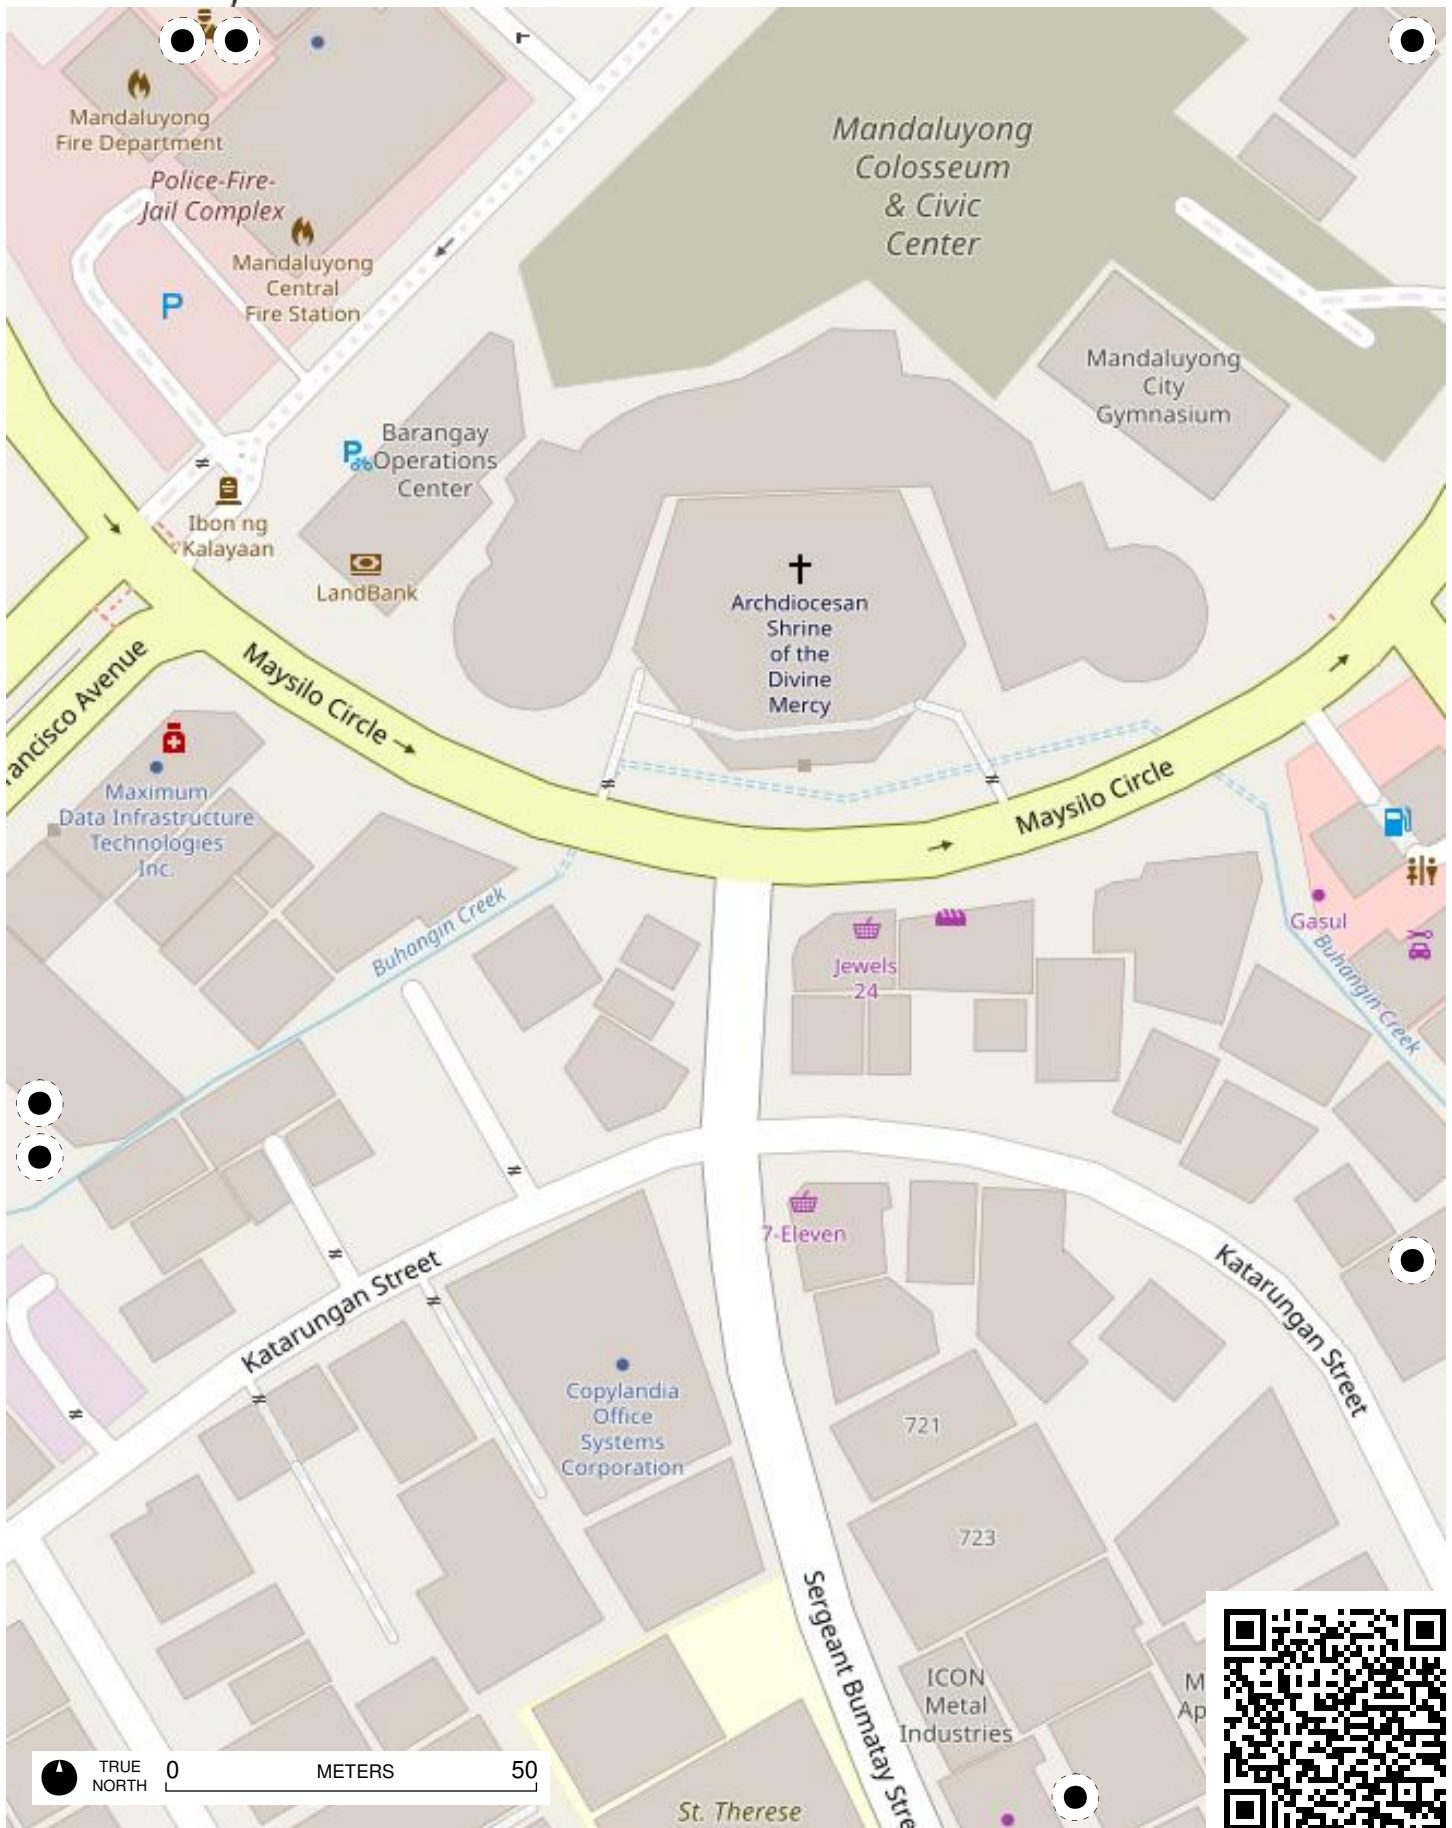 Mandaluyong
Fire Department
Police-Fire-
Jail Complex
Mandaluyong
Central
Fire Station
P
Mandaluyong
Colosseum
& Civic
Center
Mandaluyong
City
Gymnasium
Barangay
Operations
Center
P
Ibon ng
Kalayaan
LandBank
Archdiocesan
Shrine
of the
Divine
Mercy
Maysilo Circle
Maysilo Circle
Avenue
Maximum
Data Infrastructure
Technologies
Inc.
Buhangin Creek
Jewels
24
Gasul
Buhangin Creek
7-Eleven
Katarungan Street
Katarungan Street
Copylandia
Office
Systems
Corporation
721
723
Sergeant Bumatay Stre
ICON
Metal
Industries
M
Ap
St. Therese
TRUE
NORTH
0 METERS 50